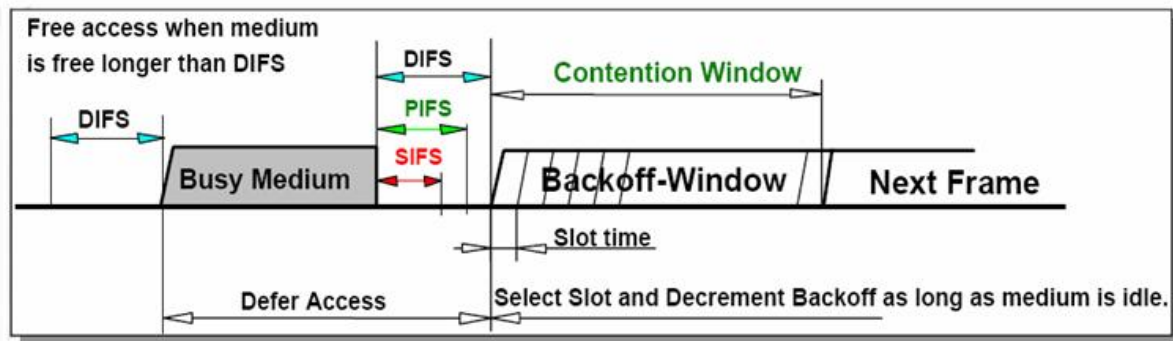 Free access when medium
is free longer than DIFS
DIFS
DIFS
PIFS
SIFS
Contention Window
Busy Medium
Backoff-Window
Next Frame
Slot time
Defer Access
Select Slot and Decrement Backoff as long as medium is idle.